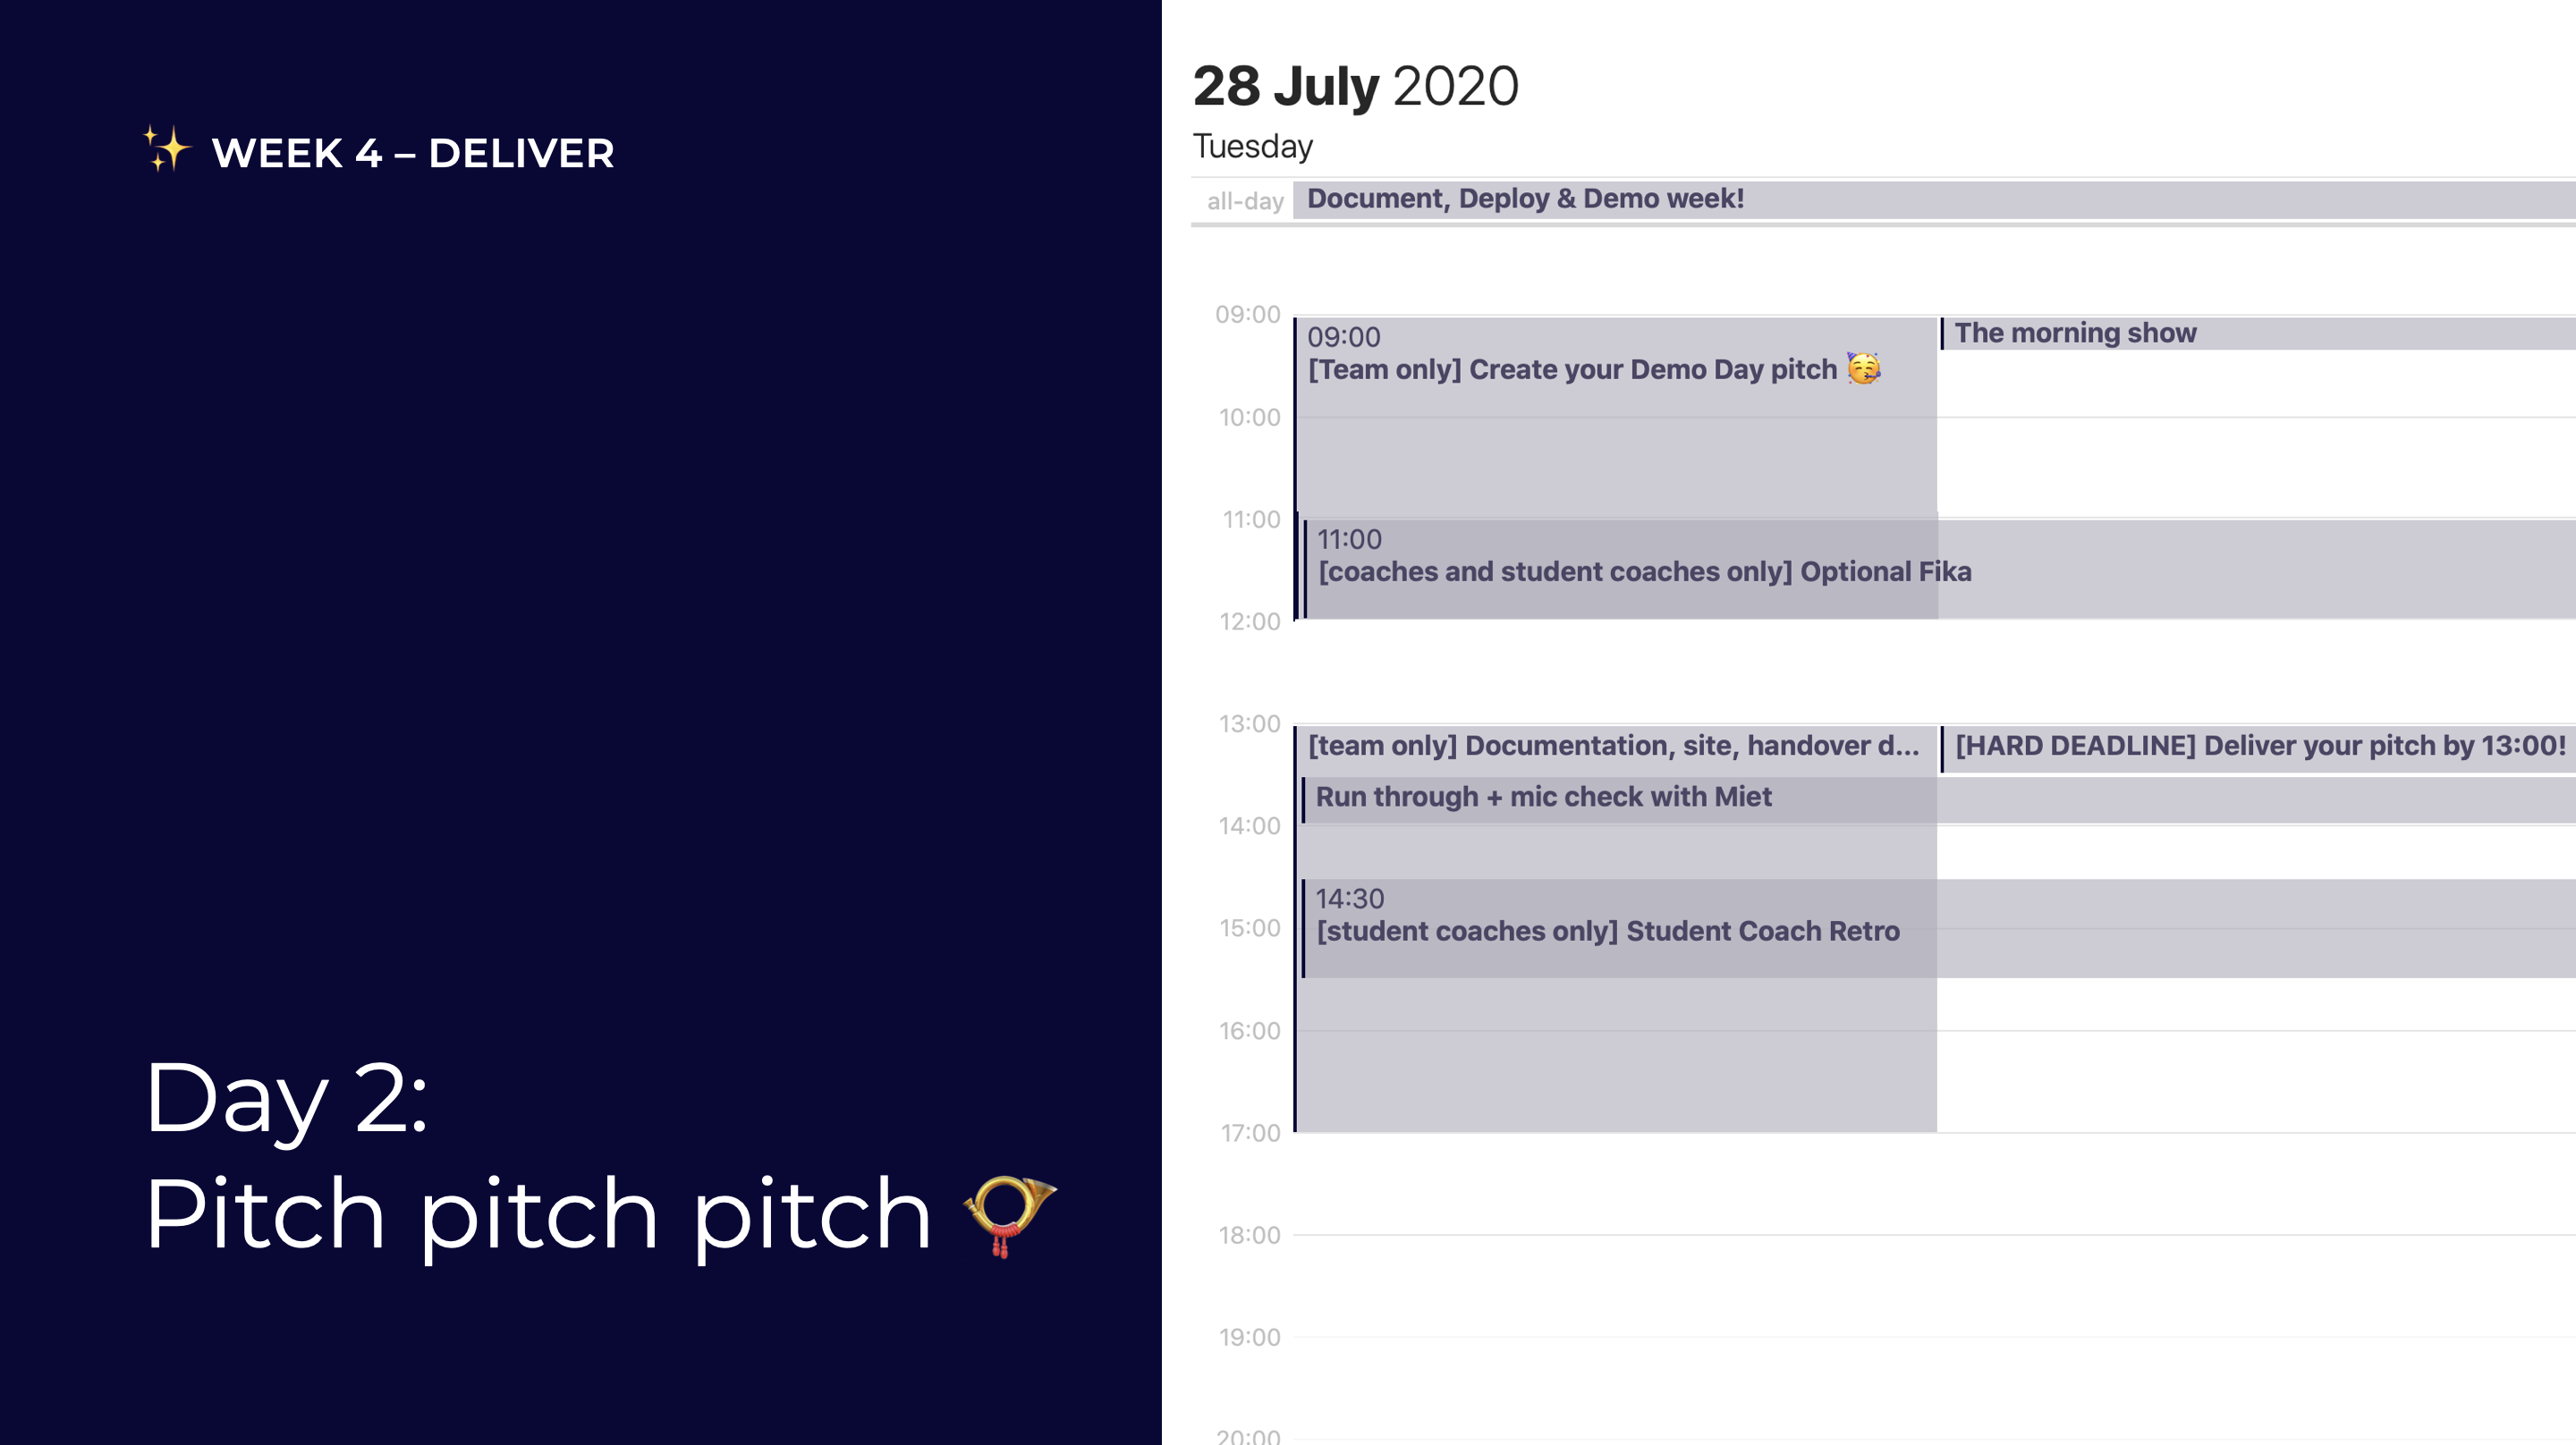 ✨ WEEK 4 – DELIVER
Day 2:
Pitch pitch pitch 📯
28 July 2020
Tuesday
all-day
Document, Deploy & Demo week!
09:00
09:00
[Team only] Create your Demo Day pitch 🥳
The morning show
10:00
11:00
11:00
[coaches and student coaches only] Optional Fika
12:00
13:00
[team only] Documentation, site, handover d...
[HARD DEADLINE] Deliver your pitch by 13:00!
Run through + mic check with Miet
14:00
14:30
15:00
[student coaches only] Student Coach Retro
16:00
17:00
18:00
19:00
20:00